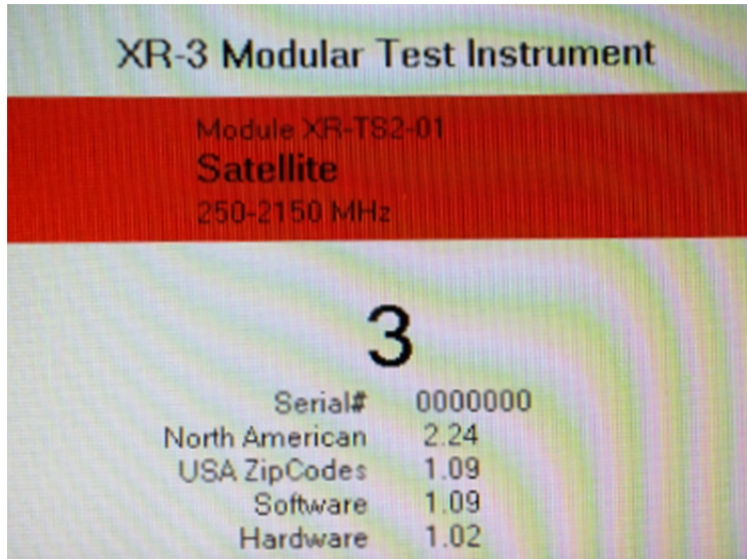 XR-3 Modular Test Instrument
Module XR-TS2-01
Satellite
250-2150 MHz
3
Serial# 0000000
North American 2.24
USA ZipCodes 1.09
Software 1.09
Hardware 1.02